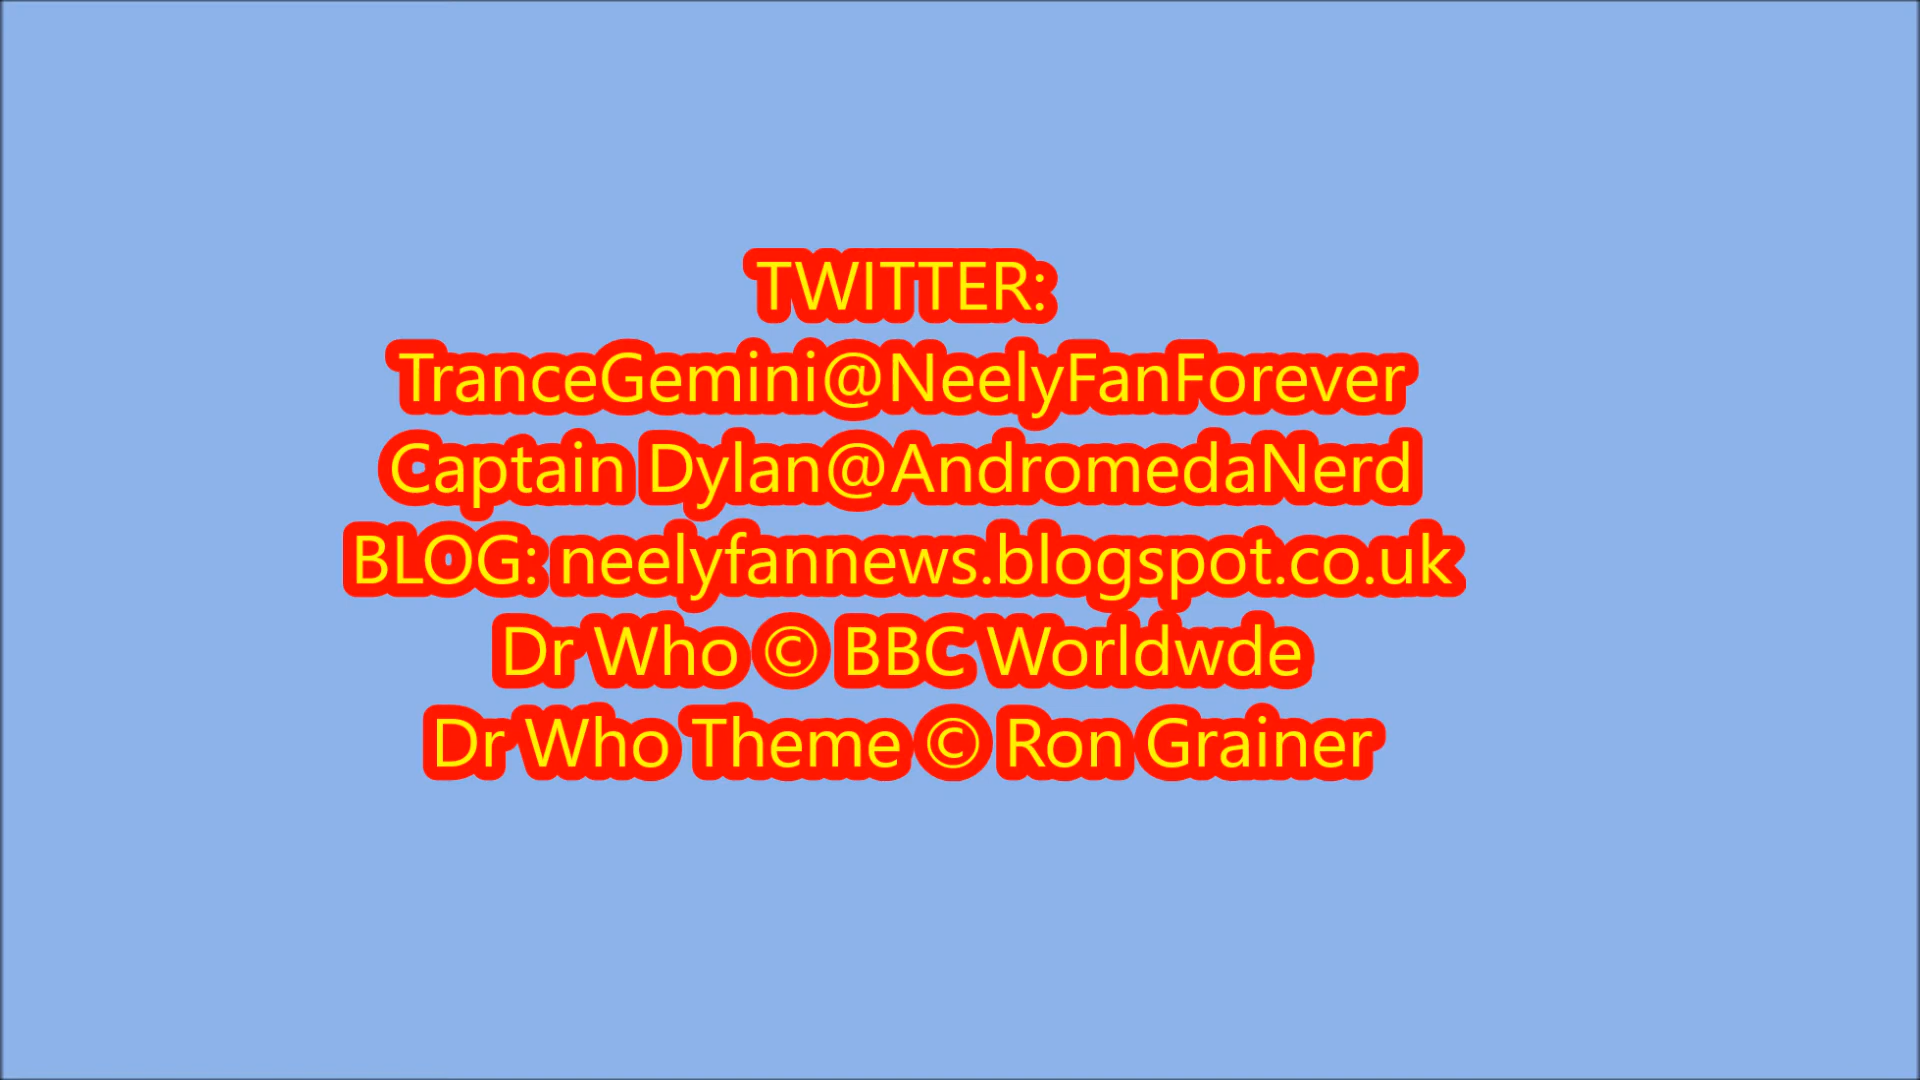 TWITTER:
TranceGemini@NeelyFanForever
Captain Dylan@AndromedaNerd
BLOG: neelyfannews.blogspot.co.uk
Dr Who © BBC Worldwde
Dr Who Theme © Ron Grainer